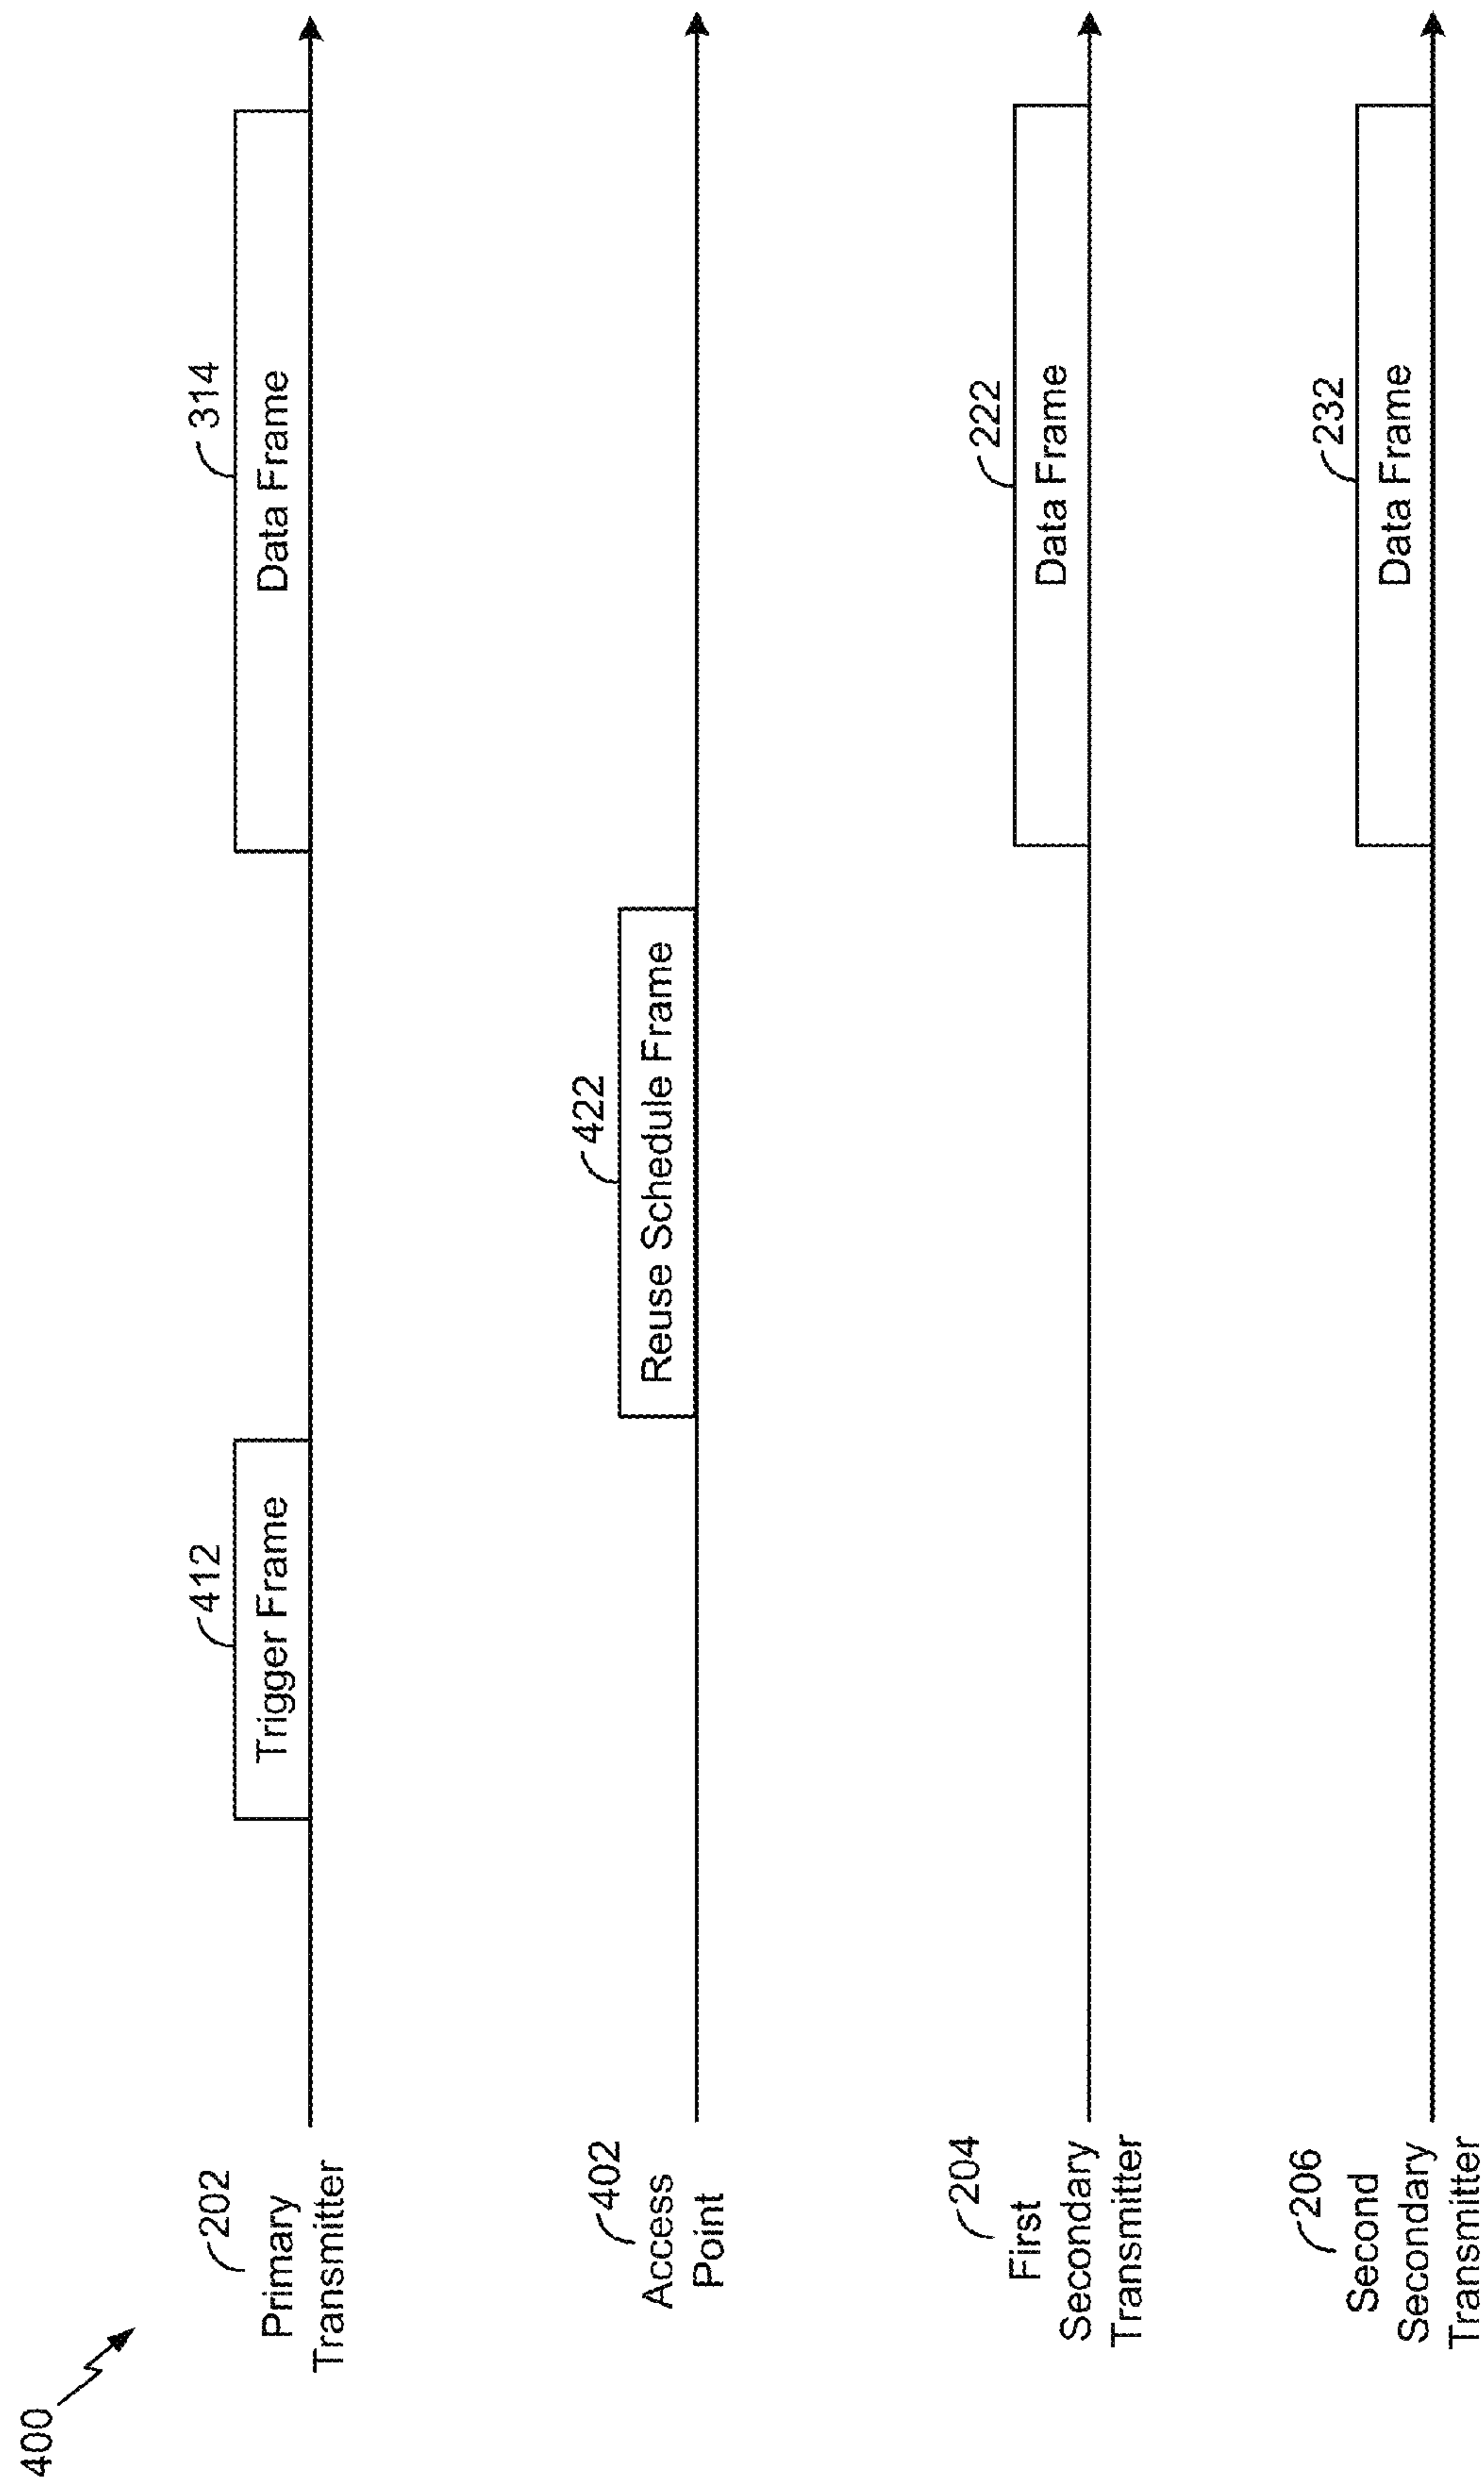 400
202
Primary
Transmitter
412
Trigger Frame
314
Data Frame
402
Access
Point
422
Reuse Schedule Frame
204
First
Secondary
Transmitter
222
Data Frame
206
Second
Secondary
Transmitter
232
Data Frame